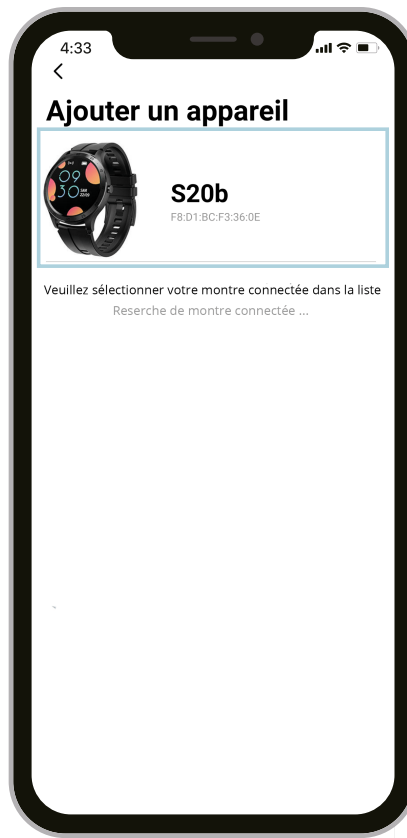 4:33
Ajouter un appareil
09
30
S20b
F8:D1:BC:F3:36:0E
Veuillez sélectionner votre montre connectée dans la liste
Reserche de montre connectée ...